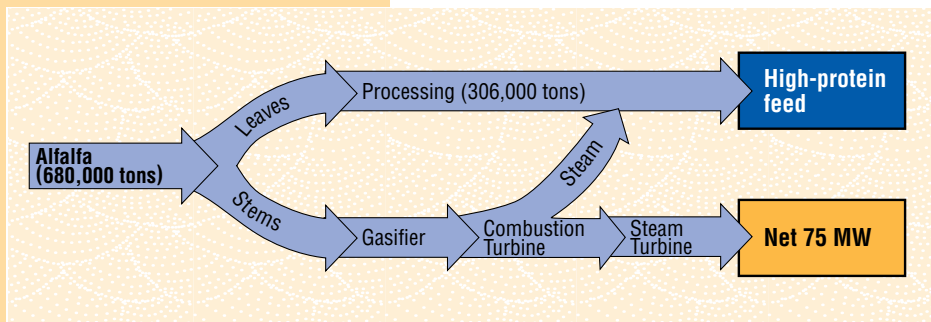 Leaves
Processing (306,000 tons)
High-protein
feed
Alfalfa
(680,000 tons)
Steam
Stems
Gasifier
Combustion
Turbine
Steam
Turbine
Net 75 MW